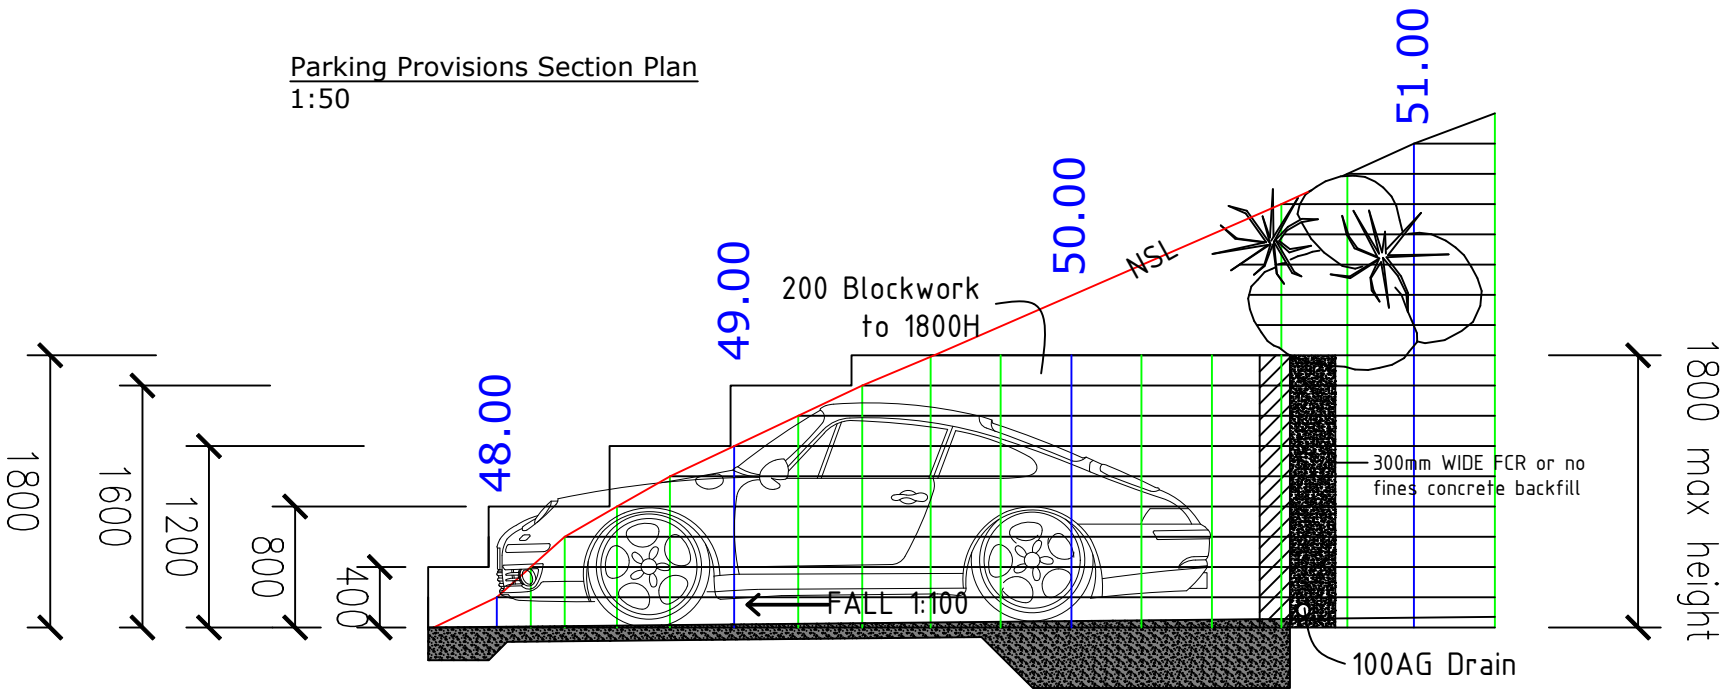 Parking Provisions Section Plan
1:50
51.00
50.00
49.00
48.00
NSL
200 Blockwork
to 1800H
1800
1600
1200
800
400
1800 max height
300mm WIDE FCR or no
fines concrete backfill
FALL 1:100
100AG Drain